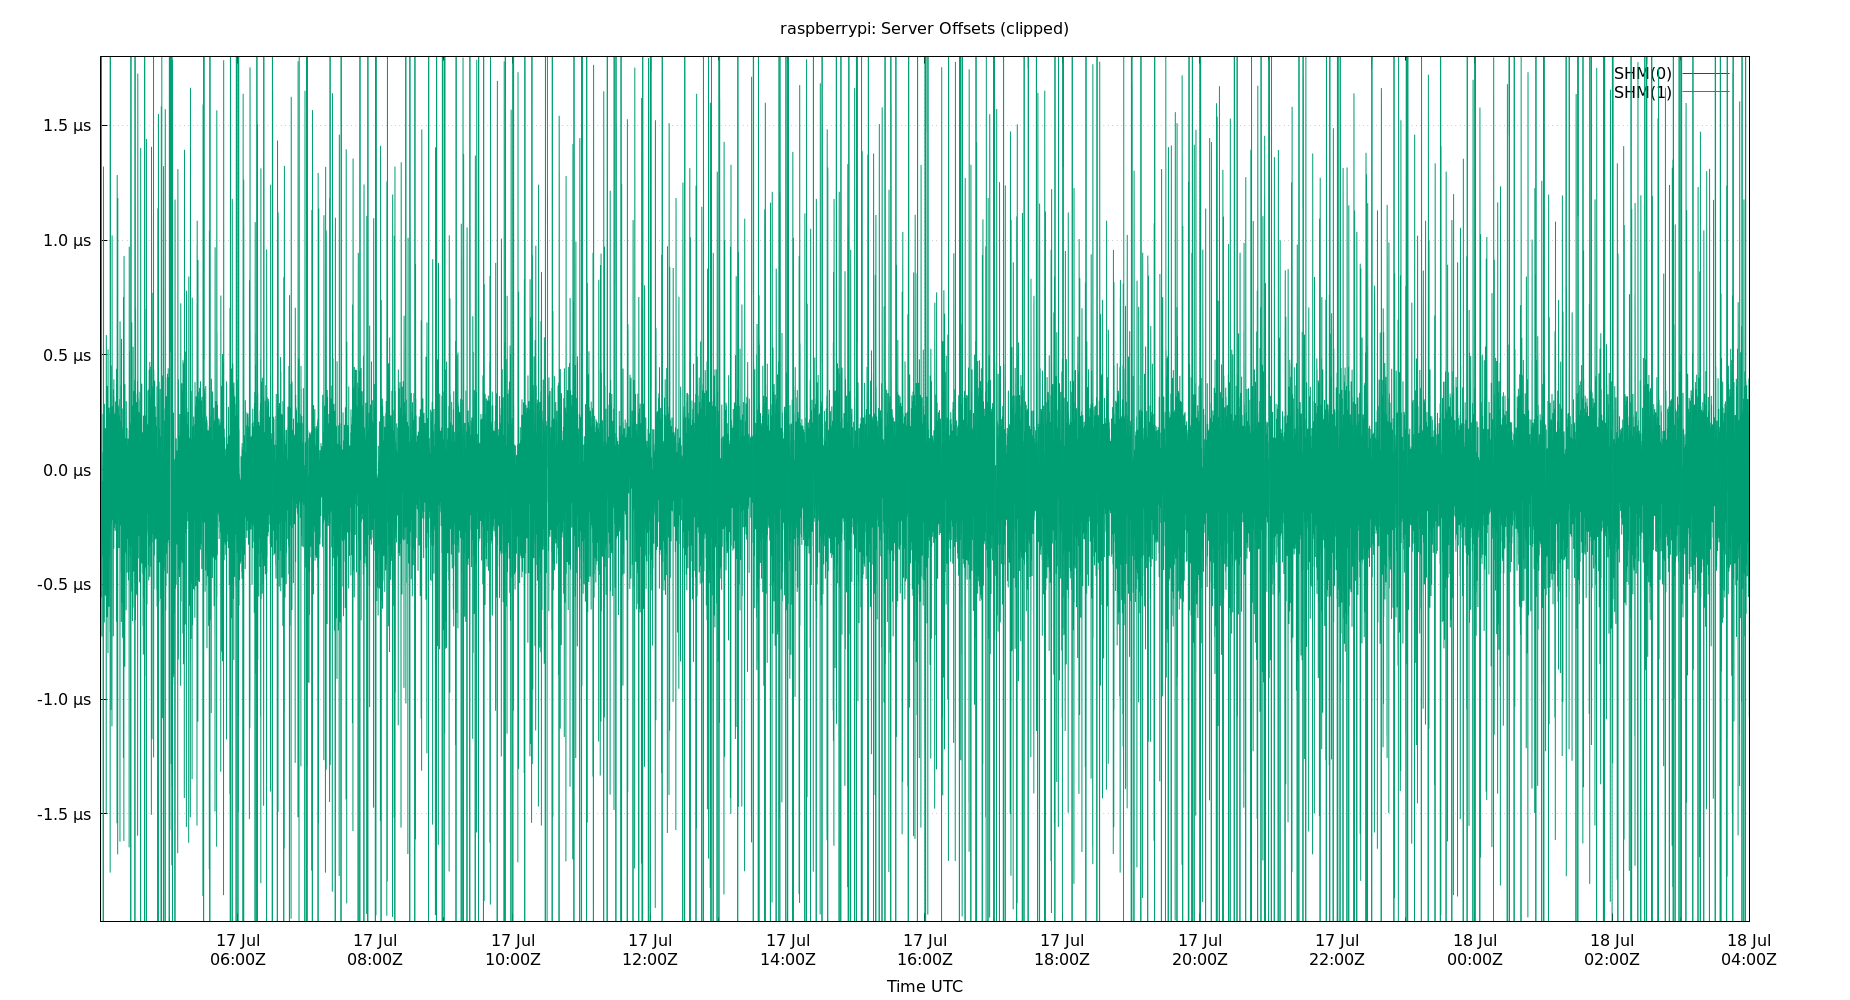 raspberrypi: Server Offsets (clipped)
SHM(0)
SHM(1)
1.5 µs
1.0 µs
0.5 µs
0.0 µs
-0.5 µs
-1.0 µs
-1.5 µs
17 Jul 17 Jul 17 Jul 17 Jul 17 Jul 17 Jul 17 Jul 17 Jul 17 Jul 18 Jul 18 Jul 18 Jul
06:00Z 08:00Z 10:00Z 12:00Z 14:00Z 16:00Z 18:00Z 20:00Z 22:00Z 00:00Z 02:00Z 04:00Z
Time UTC